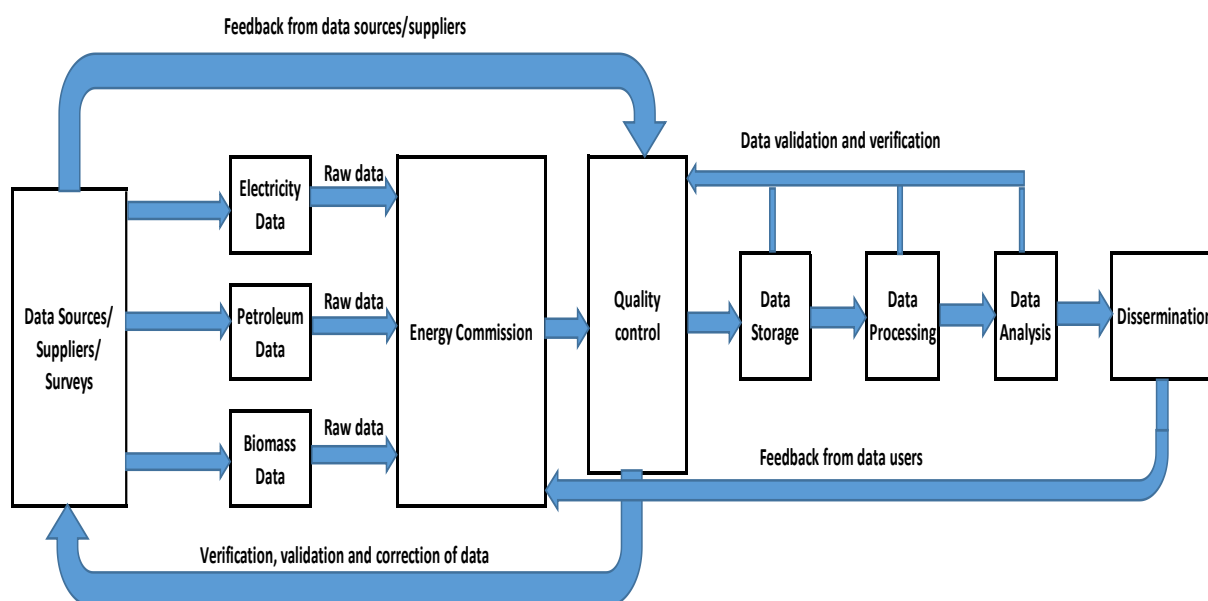 Feedback from data sources/suppliers
Data validation and verification
Electricity
Data
Raw data
Data Sources/
Suppliers/
Surveys
Petroleum
Data
Raw data
Biomass
Data
Raw data
Energy Commission
Quality
control
Data
Storage
Data
Processing
Data
Analysis
Dissermination
Feedback from data users
Verification, validation and correction of data